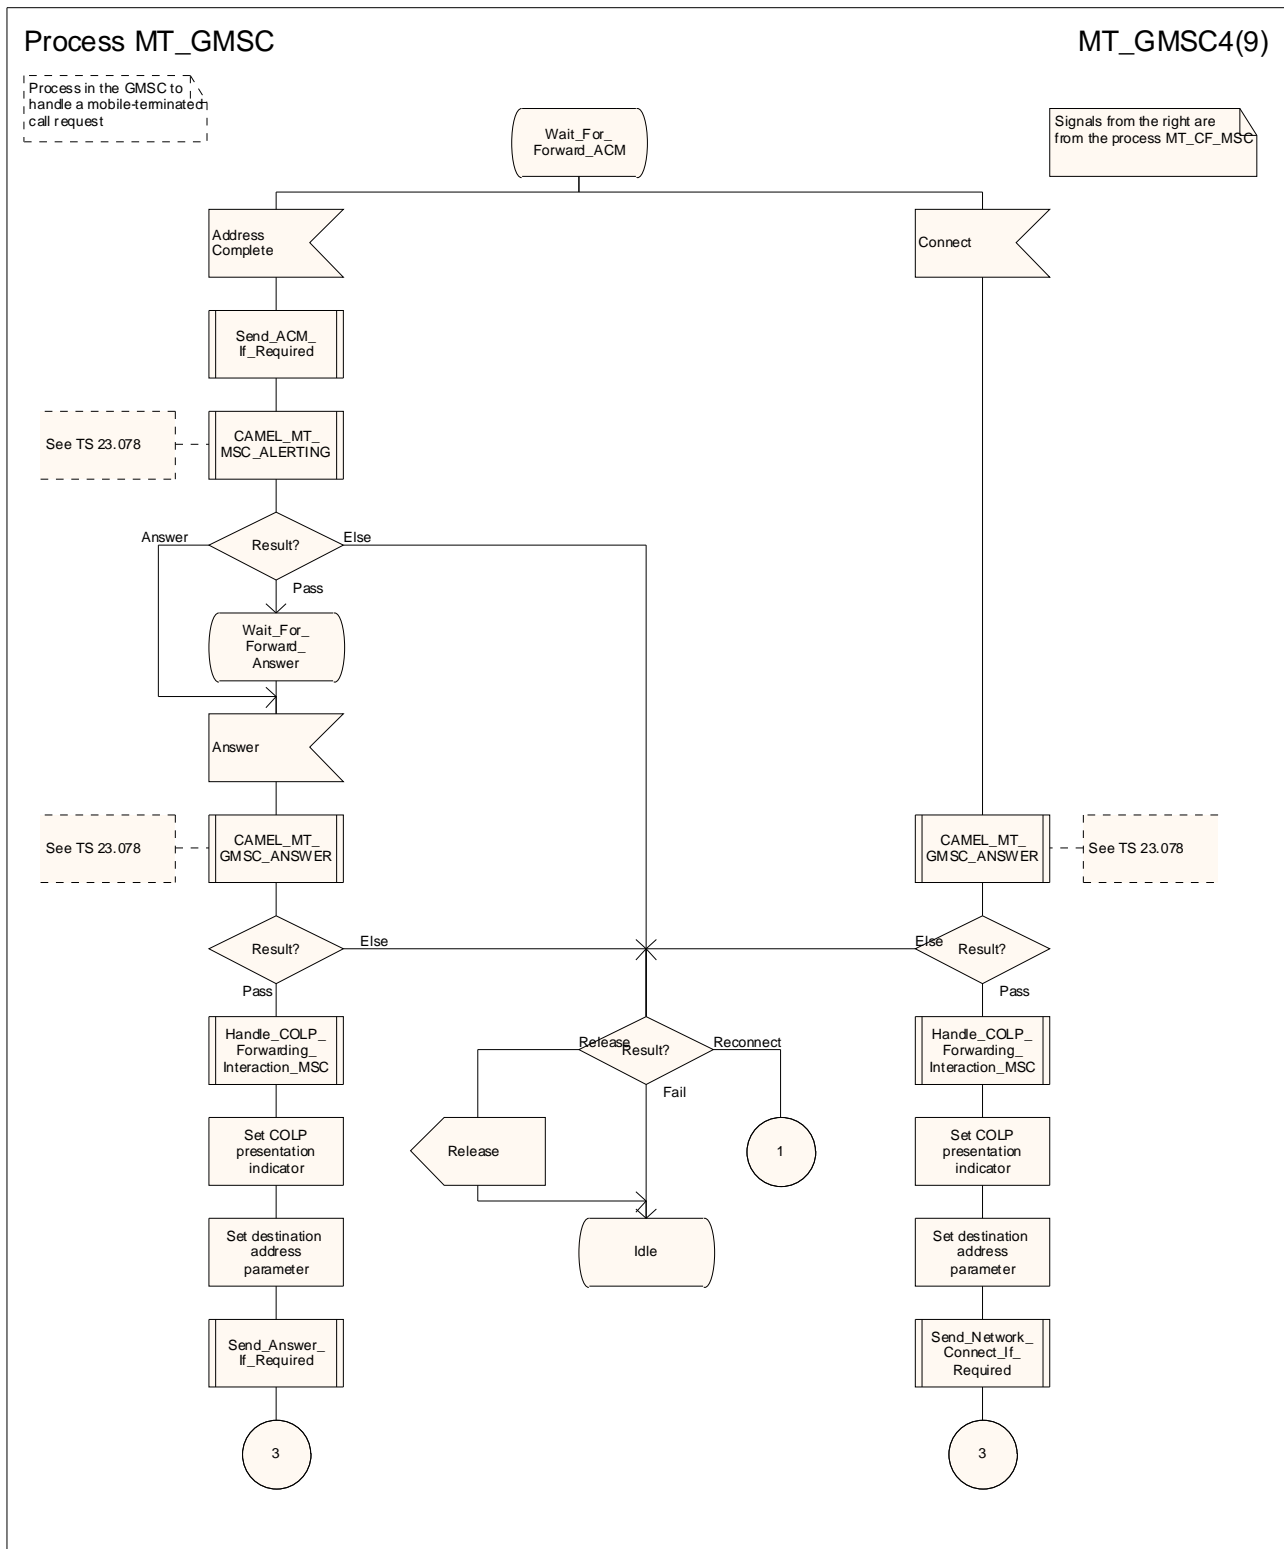 Process MT_GMSC
MT_GMSC4(9)
Process in the GMSC to
handle a mobile-terminated
call request
Signals from the right are
from the process MT_CF_MSC
Wait_For_
Forward_ACM
Address
Complete
Connect
Send_ACM_
If_Required
See TS 23.078
CAMEL_MT_
MSC_ALERTING
Answer
Result?
Else
Pass
Wait_For_
Forward_
Answer
Answer
See TS 23.078
CAMEL_MT_
GMSC_ANSWER
CAMEL_MT_
GMSC_ANSWER
See TS 23.078
Result?
Else
Else
Result?
Pass
Pass
Handle_COLP_
Forwarding_
Interaction_MSC
Release
Result?
Reconnect
Fail
Handle_COLP_
Forwarding_
Interaction_MSC
Set COLP
presentation
indicator
Release
1
Set COLP
presentation
indicator
Set destination
address
parameter
Idle
Set destination
address
parameter
Send_Answer_
If_Required
Send_Network_
Connect_If_
Required
3
3